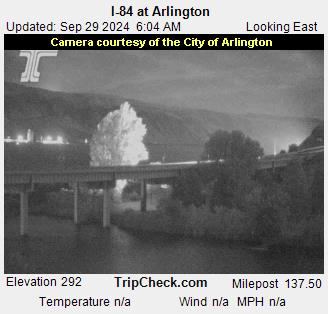 I-84 at Arlington
Updated: Sep 29 2024 6:04 AM Looking East
Camera courtesy of the City of Arlington
Elevation 292 TripCheck.com Milepost 137.50
Temperature n/a Wind n/a MPH n/a